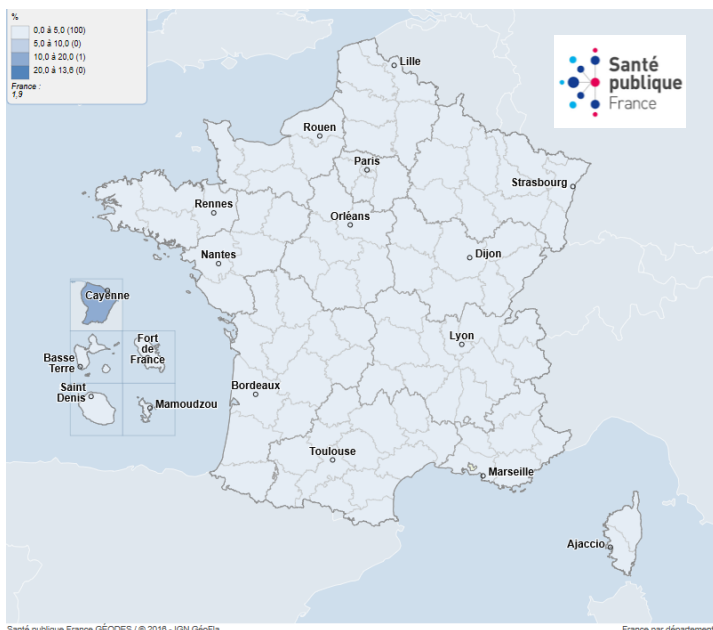 %
0,0 à 5,0 (100)
5,0 à 10,0 (0)
10,0 à 20,0 (1)
20,0 à 13,6 (0)
France :
1,9
Santé
publique
France
Lille
Rouen
Paris
Strasbourg
Rennes
Orléans
Nantes
Dijon
Cayenne
Lyon
Fort
de
France
Basse
Terre
Saint
Denis
Mamoudzou
Bordeaux
Toulouse
Marseille
Ajaccio
Santé publique France GÉODES / © 2016 - IGN GéoFla
France par département